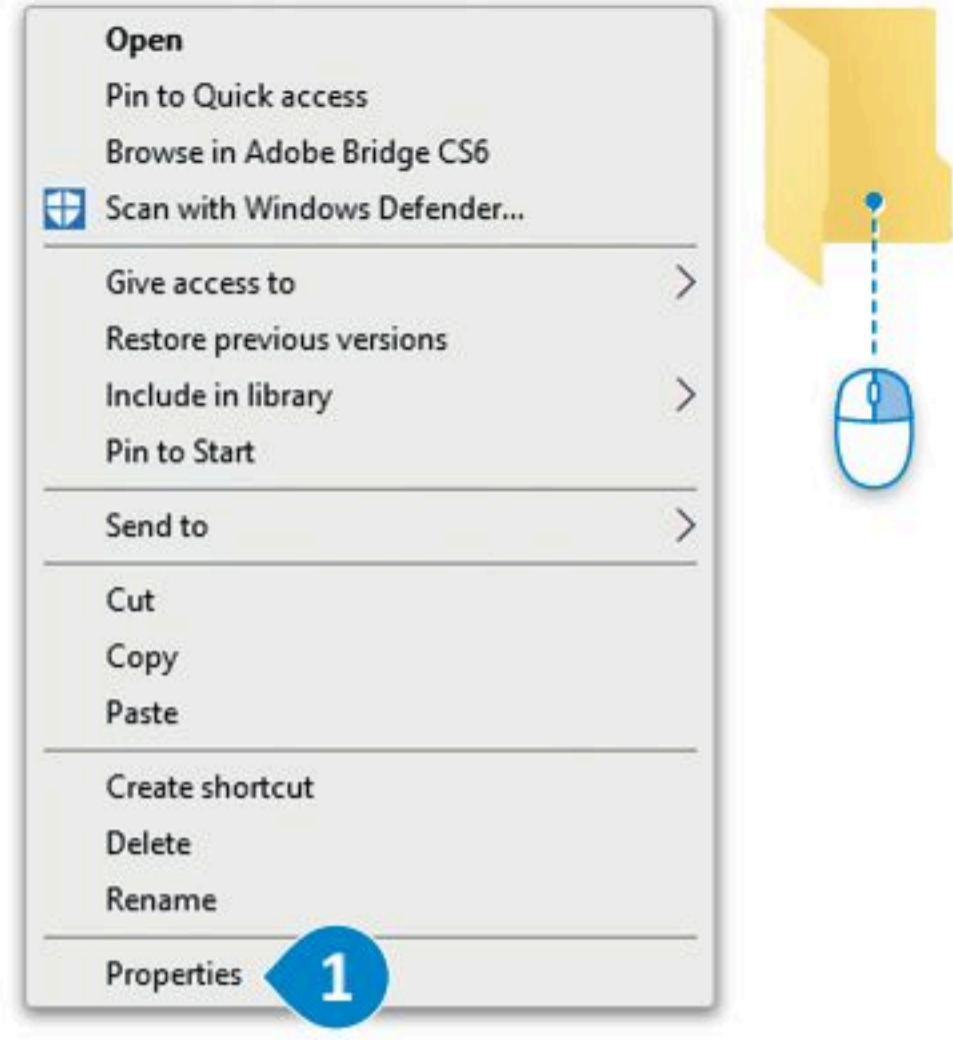 Open
Pin to Quick access
Browse in Adobe Bridge CS6
Scan with Windows Defender...
Give access to
Restore previous versions
Include in library
Pin to Start
Send to
Cut
Copy
Paste
Create shortcut
Delete
Rename
Properties 1